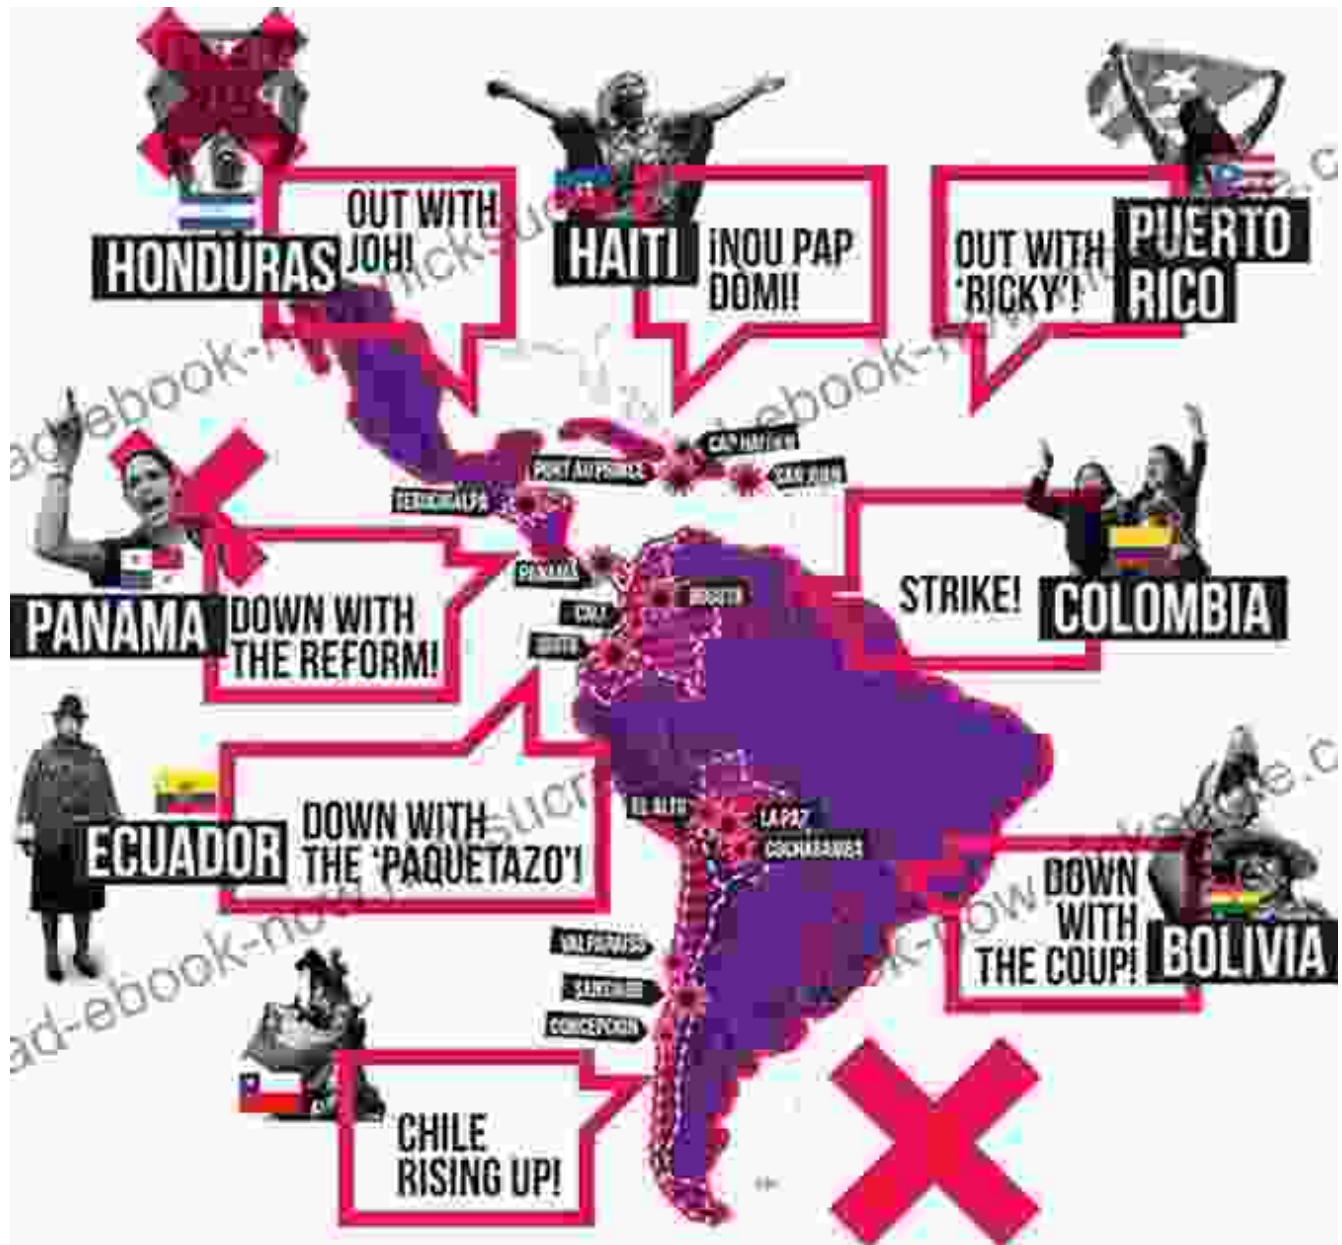 OUT WITH
JOH!
HONDURAS
HAITI
¡NOU PAP
DOMI!
OUT WITH
'RICKY'!
PUERTO
RICO
CAP HAITIEN
PORT AU PRINCE
SAN JUAN
TEGUCIGALPA
PANAMA
BOGOTA
CALI
QUITO
STRIKE!
COLOMBIA
PANAMA
DOWN WITH
THE REFORM!
ECUADOR
DOWN WITH
THE 'PAQUETAZO'!
EL ALTO
LA PAZ
COCHABAMBA
DOWN
WITH
THE COUP!
BOLIVIA
VALPARAISO
SANTIAGO
CONCEPCION
CHILE
RISING UP!